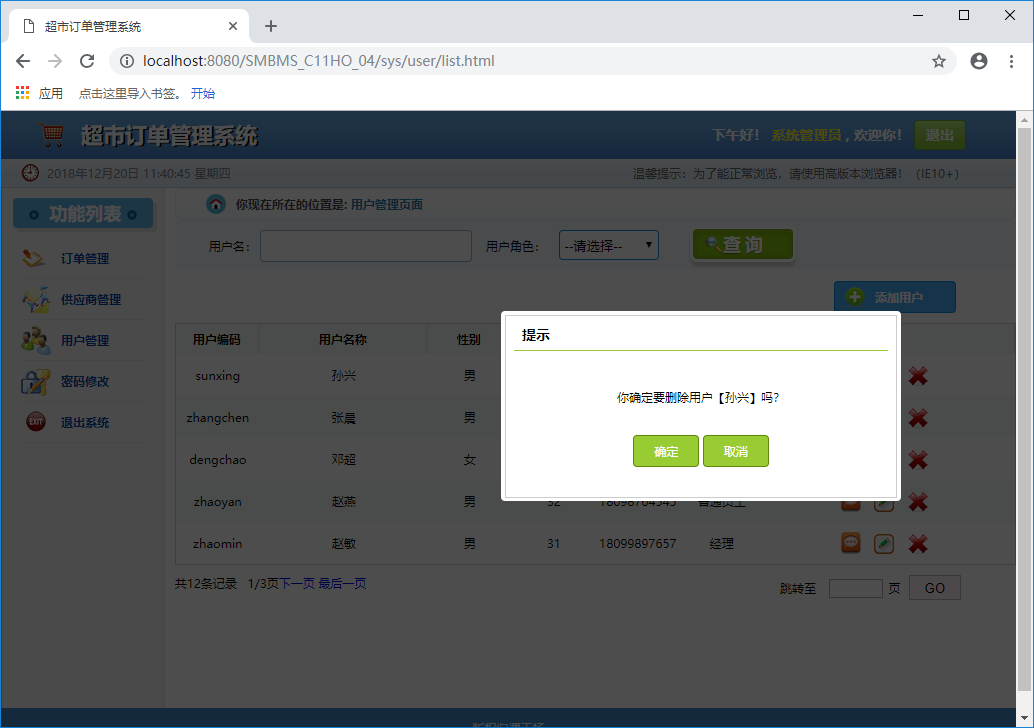 超市订单管理系统
localhost:8080/SMBMS_C11HO_04/sys/user/list.html
应用 点击这里导入书签。 开始
超市订单管理系统 下午好！ 系统管理员，欢迎你！ 退出
2018年12月20日 11:40:45 星期四 温馨提示：为了能正常浏览，请使用高版本浏览器！（IE10+）
功能列表
订单管理
供应商管理
用户管理
密码修改
EXIT 退出系统
你现在所在的位置是: 用户管理页面
用户名： 用户角色： --请选择-- 查询
添加用户
用户编码 用户名称 性别
sunxing 孙兴 男
zhangchen 张晨 男
dengchao 邓超 女
zhaoyan 赵燕 男 32 18098764545 普通员工
zhaomin 赵敏 男 31 18099897657 经理
共12条记录 1/3页下一页 最后一页
跳转至 页 GO
提示
你确定要删除用户【孙兴】吗?
确定 取消